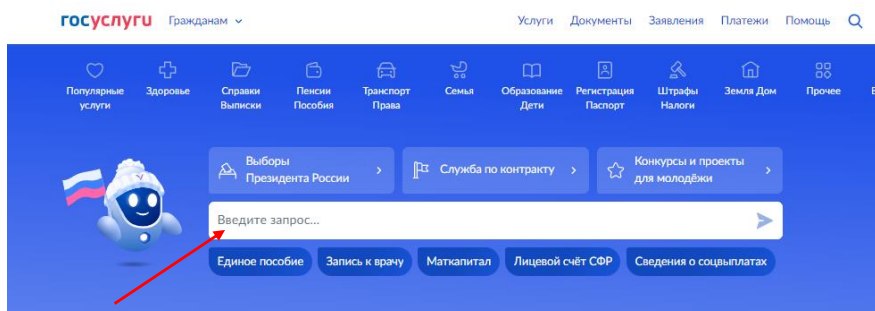 госуслуги Гражданам Услуги Документы Заявления Платежи Помощь
Популярные Здоровье Справки Пенсии Транспорт Семья Образование Регистрация Штрафы Земля Дом Прочее
услуги Выписки Пособия Права Дети Паспорт Налоги
Выборы
Президента России
Служба по контракту
Конкурсы и проекты
для молодёжи
Введите запрос...
Единое пособие Запись к врачу Маткапитал Лицевой счёт СФР Сведения о соцвыплатах